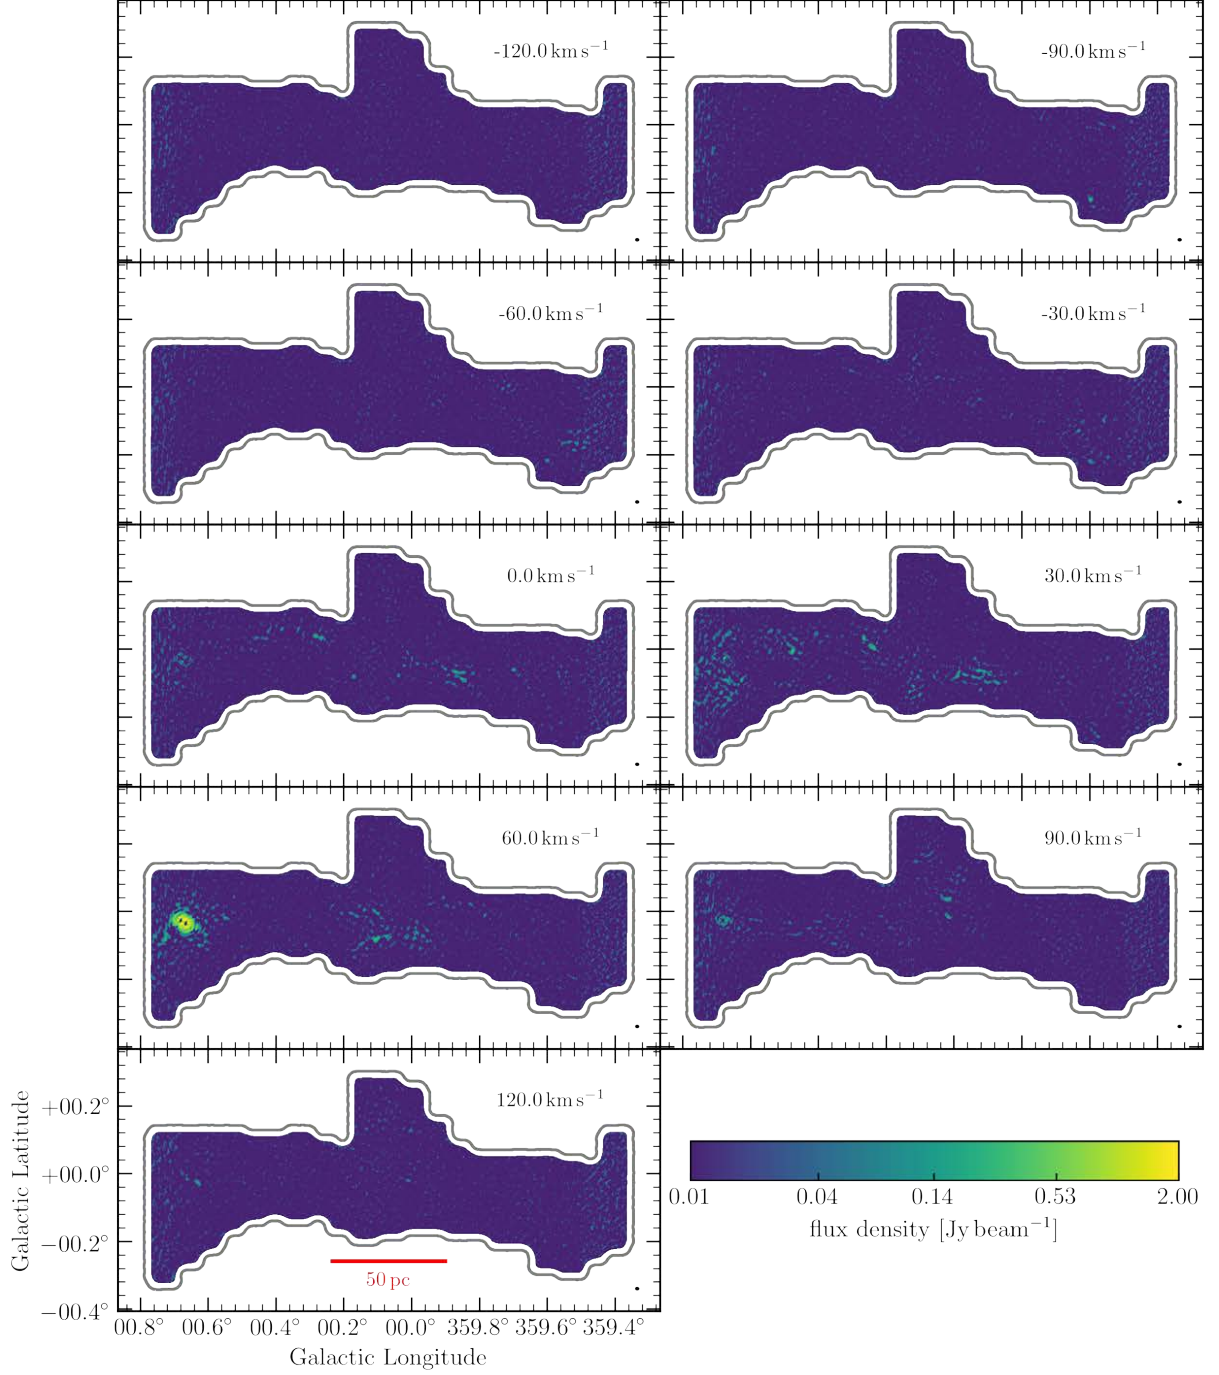 -120.0 km s⁻¹
-90.0 km s⁻¹
-60.0 km s⁻¹
-30.0 km s⁻¹
0.0 km s⁻¹
30.0 km s⁻¹
60.0 km s⁻¹
90.0 km s⁻¹
120.0 km s⁻¹
+00.2°
+00.0°
−00.2°
−00.4°
Galactic Latitude
50 pc
00.8° 00.6° 00.4° 00.2° 00.0° 359.8° 359.6° 359.4°
Galactic Longitude
0.01 0.04 0.14 0.53 2.00
flux density [Jy beam⁻¹]